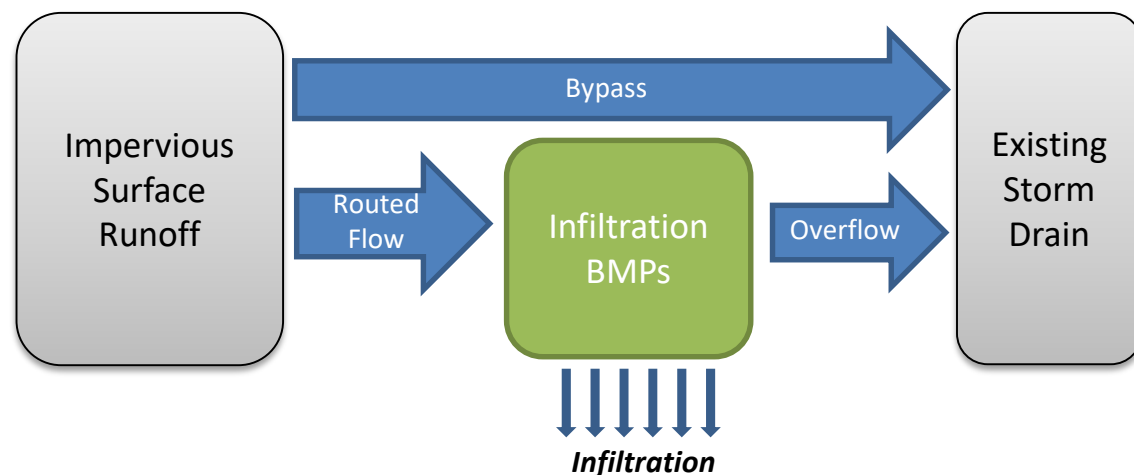 Impervious
Surface
Runoff
Bypass
Routed
Flow
Infiltration
BMPs
Overflow
Existing
Storm
Drain
Infiltration